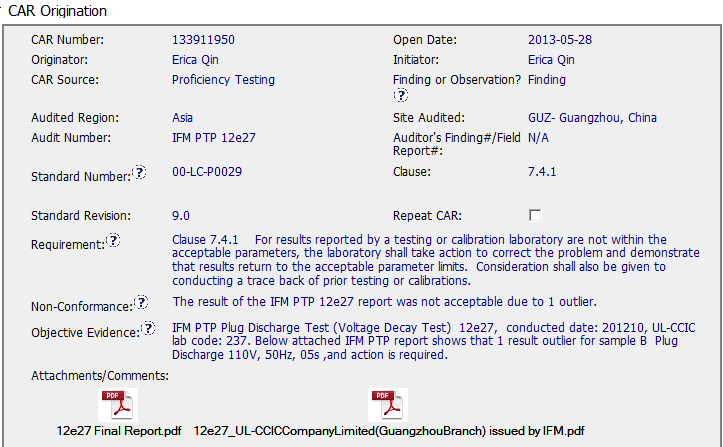 CAR Origination
CAR Number: 133911950 Open Date: 2013-05-28
Originator: Erica Qin Initiator: Erica Qin
CAR Source: Proficiency Testing Finding or Observation? Finding
?
Audited Region: Asia Site Audited: GUZ- Guangzhou, China
Audit Number: IFM PTP 12e27 Auditor's Finding#/Field N/A
Report#:
Standard Number: ? 00-LC-P0029 Clause: 7.4.1
Standard Revision: 9.0 Repeat CAR:
Requirement: ? Clause 7.4.1 For results reported by a testing or calibration laboratory are not within the
acceptable parameters, the laboratory shall take action to correct the problem and demonstrate
that results return to the acceptable parameter limits. Consideration shall also be given to
conducting a trace back of prior testing or calibrations.
Non-Conformance: ? The result of the IFM PTP 12e27 report was not acceptable due to 1 outlier.
Objective Evidence: ? IFM PTP Plug Discharge Test (Voltage Decay Test) 12e27, conducted date: 201210, UL-CCIC
lab code: 237. Below attached IFM PTP report shows that 1 result outlier for sample B Plug
Discharge 110V, 50Hz, 05s ,and action is required.
Attachments/Comments:
PDF PDF
12e27 Final Report.pdf 12e27_UL-CCICCompanyLimited(GuangzhouBranch) issued by IFM.pdf